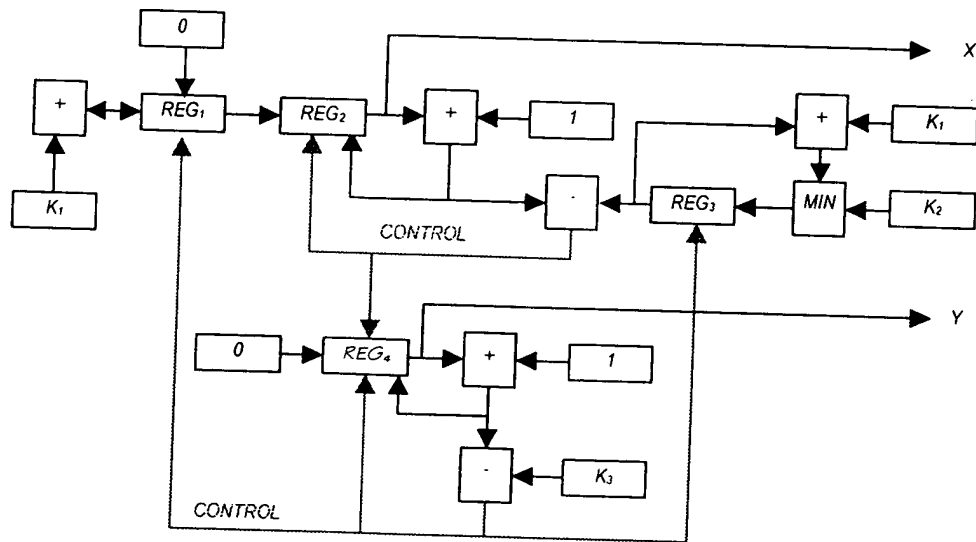 0
X
+
REG₁
REG₂
+
1
+
K₁
K₁
-
REG₃
MIN
K₂
CONTROL
Y
0
REG₄
+
1
-
K₃
CONTROL